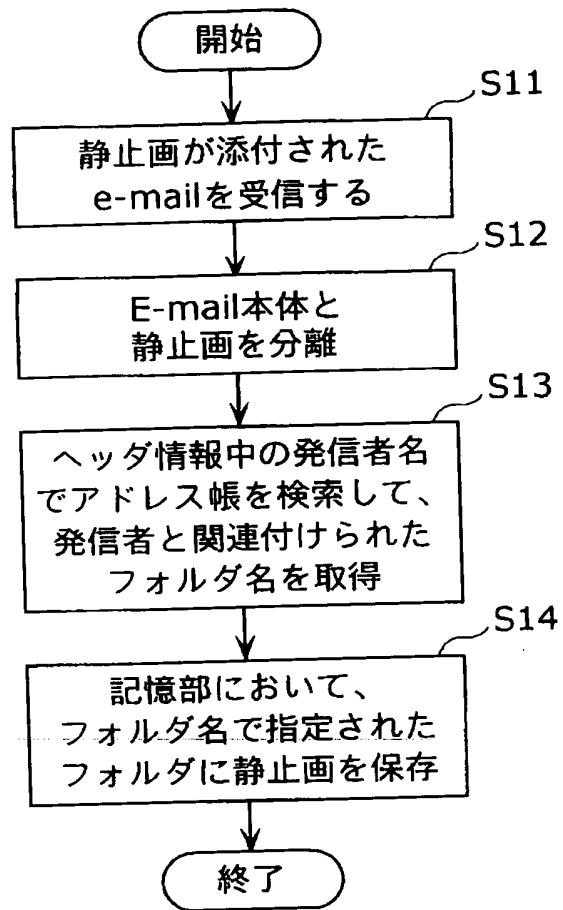 開始
S11
静止画が添付された
e-mailを受信する
S12
E-mail本体と
静止画を分離
S13
ヘッダ情報中の発信者名
でアドレス帳を検索して、
発信者と関連付けられた
フォルダ名を取得
S14
記憶部において、
フォルダ名で指定された
フォルダに静止画を保存
終了